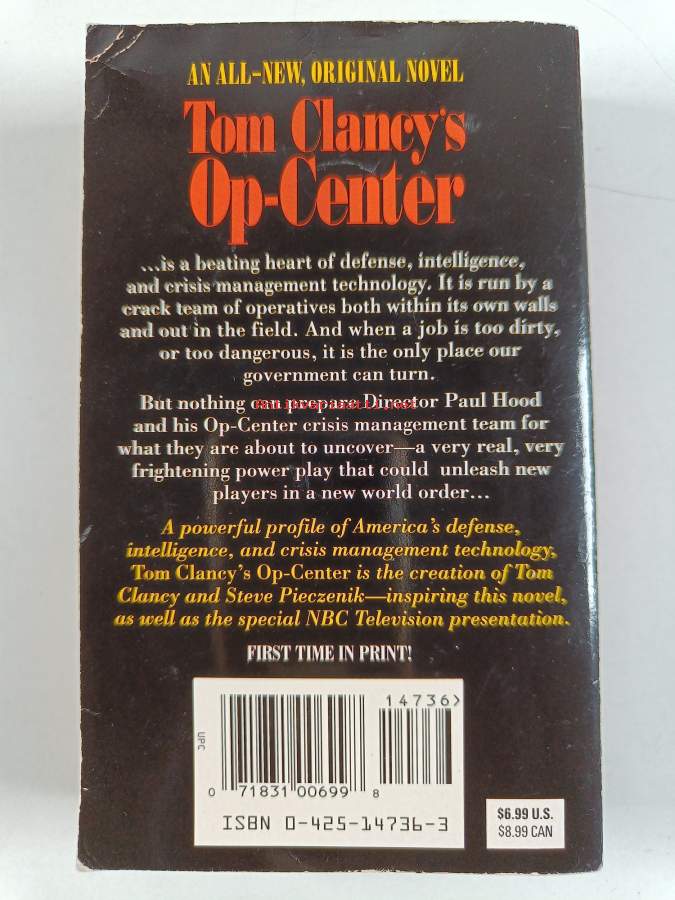 AN ALL-NEW, ORIGINAL NOVEL
Tom Clancy's
Op-Center
...is a beating heart of defense, intelligence,
and crisis management technology. It is run by a
crack team of operatives both within its own walls
and out in the field. And when a job is too dirty,
or too dangerous, it is the only place our
government can turn.
But nothing can prepare Director Paul Hood
and his Op-Center crisis management team for
what they are about to uncover—a very real, very
frightening power play that could unleash new
players in a new world order...
A powerful profile of America's defense,
intelligence, and crisis management technology,
Tom Clancy's Op-Center is the creation of Tom
Clancy and Steve Pieczenik—inspiring this novel,
as well as the special NBC Television presentation.
FIRST TIME IN PRINT!
14736
UPC
0 71831 00699 8
ISBN 0-425-14736-3
$6.99 U.S.
$8.99 CAN